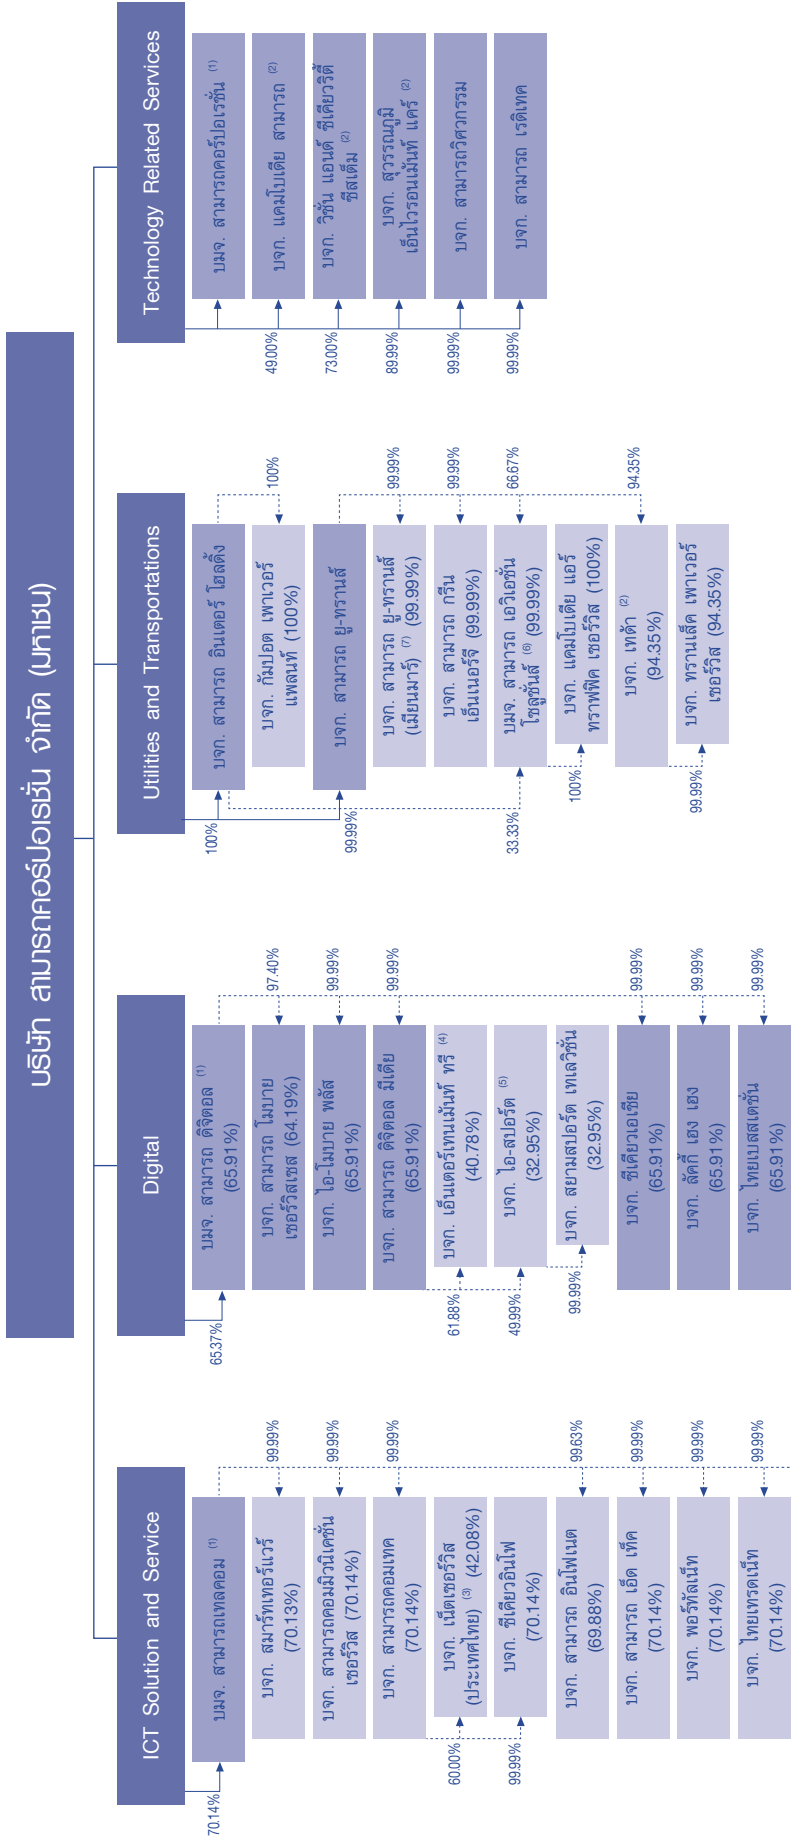 บริษัท สามารถคอร์ปอเรชั่น จำกัด (มหาชน)
ICT Solution and Service
70.14%
บมจ. สามารถเทลคอม (1)
บจก. สมาร์ทเทอร์แวร์
(70.13%)
99.99%
บจก. สามารถคอมมิวนิเคชั่น
เซอร์วิส (70.14%)
99.99%
บจก. สามารถคอมเทค
(70.14%)
99.99%
บจก. เน็ตเซอร์วิส
(ประเทศไทย) (3) (42.08%)
60.00%
บจก. ซีเคียวอินโฟ
(70.14%)
99.99%
บจก. สามารถ อินโฟเนต
(69.88%)
99.63%
บจก. สามารถ เอ็ด เท็ค
(70.14%)
99.99%
บจก. พอร์ทัลเน็ท
(70.14%)
99.99%
บจก. ไทยเทรดเน็ท
(70.14%)
99.99%
Digital
65.37%
บมจ. สามารถ ดิจิตอล (1)
(65.91%)
บจก. สามารถ โมบาย
เซอร์วิสเซส (64.19%)
97.40%
บจก. ไอ-โมบาย พลัส
(65.91%)
99.99%
บจก. สามารถ ดิจิตอล มีเดีย
(65.91%)
99.99%
บจก. เอ็นเตอร์เทนเม้นท์ ทรี (4)
(40.78%)
61.88%
บจก. ไอ-สปอร์ต (5)
(32.95%)
49.99%
บจก. สยามสปอร์ต เทเลวิชั่น
(32.95%)
99.99%
บจก. ซีเคียวเอเชีย
(65.91%)
99.99%
บจก. ลัคกี้ เฮง เฮง
(65.91%)
99.99%
บจก. ไทยเบสสเตชั่น
(65.91%)
99.99%
Utilities and Transportations
100%
บจก. สามารถ อินเตอร์ โฮลดิ้ง
บจก. กัมปอต เพาเวอร์
แพลนท์ (100%)
100%
99.99%
บจก. สามารถ ยู-ทรานส์
บจก. สามารถ ยู-ทรานส์
(เมียนมาร์) (7) (99.99%)
99.99%
บจก. สามารถ กรีน
เอ็นเนอร์จี (99.99%)
99.99%
33.33%
บมจ. สามารถ เอวิเอชั่น
โซลูชั่นส์ (6) (99.99%)
66.67%
บจก. แคมโบเดีย แอร์
ทราฟฟิค เซอร์วิส (100%)
100%
บจก. เทด้า (2)
(94.35%)
94.35%
บจก. ทรานเส็ค เพาเวอร์
เซอร์วิส (94.35%)
99.99%
Technology Related Services
บมจ. สามารถคอร์ปอเรชั่น (1)
49.00%
บจก. แคมโบเดีย สามารถ (2)
73.00%
บจก. วิชั่น แอนด์ ซีเคียวริตี้
ซีสเต็ม (2)
89.99%
บจก. สุวรรณภูมิ
เอ็นไวรอนเม้นท์ แคร์ (2)
99.99%
บจก. สามารถวิศวกรรม
99.99%
บจก. สามารถ เรดิเทค